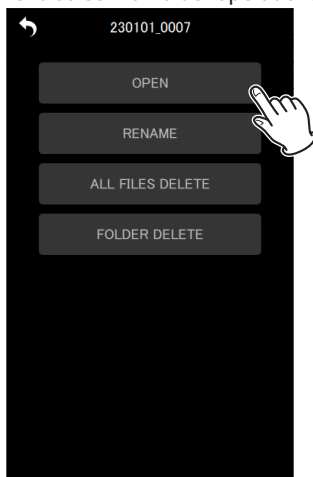 230101_0007
OPEN
RENAME
ALL FILES DELETE
FOLDER DELETE